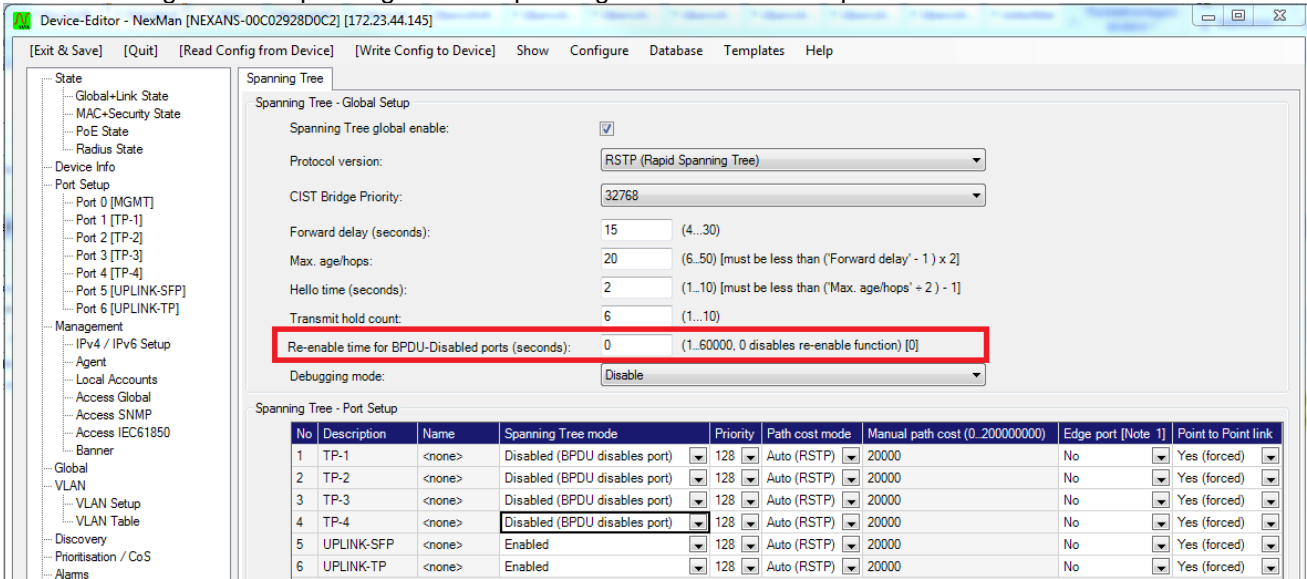 Device-Editor - NexMan [NEXANS-00C02928D0C2] [172.23.44.145]
[Exit & Save] [Quit] [Read Config from Device] [Write Config to Device] Show Configure Database Templates Help
State
Global+Link State
MAC+Security State
PoE State
Radius State
Device Info
Port Setup
Port 0 [MGMT]
Port 1 [TP-1]
Port 2 [TP-2]
Port 3 [TP-3]
Port 4 [TP-4]
Port 5 [UPLINK-SFP]
Port 6 [UPLINK-TP]
Management
IPv4 / IPv6 Setup
Agent
Local Accounts
Access Global
Access SNMP
Access IEC61850
Banner
Global
VLAN
VLAN Setup
VLAN Table
Discovery
Prioritisation / CoS
Alarms
Spanning Tree
Spanning Tree - Global Setup
Spanning Tree global enable:
Protocol version: RSTP (Rapid Spanning Tree)
CIST Bridge Priority: 32768
Forward delay (seconds): 15 (4...30)
Max. age/hops: 20 (6..50) [must be less than ('Forward delay' - 1 ) x 2]
Hello time (seconds): 2 (1...10) [must be less than ('Max. age/hops' ÷ 2 ) - 1]
Transmit hold count: 6 (1...10)
Re-enable time for BPDU-Disabled ports (seconds): 0 (1..60000, 0 disables re-enable function) [0]
Debugging mode: Disable
Spanning Tree - Port Setup
No Description Name Spanning Tree mode Priority Path cost mode Manual path cost (0..200000000) Edge port [Note 1] Point to Point link
1 TP-1 <none> Disabled (BPDU disables port) 128 Auto (RSTP) 20000 No Yes (forced)
2 TP-2 <none> Disabled (BPDU disables port) 128 Auto (RSTP) 20000 No Yes (forced)
3 TP-3 <none> Disabled (BPDU disables port) 128 Auto (RSTP) 20000 No Yes (forced)
4 TP-4 <none> Disabled (BPDU disables port) 128 Auto (RSTP) 20000 No Yes (forced)
5 UPLINK-SFP <none> Enabled 128 Auto (RSTP) 20000 No Yes (forced)
6 UPLINK-TP <none> Enabled 128 Auto (RSTP) 20000 No Yes (forced)